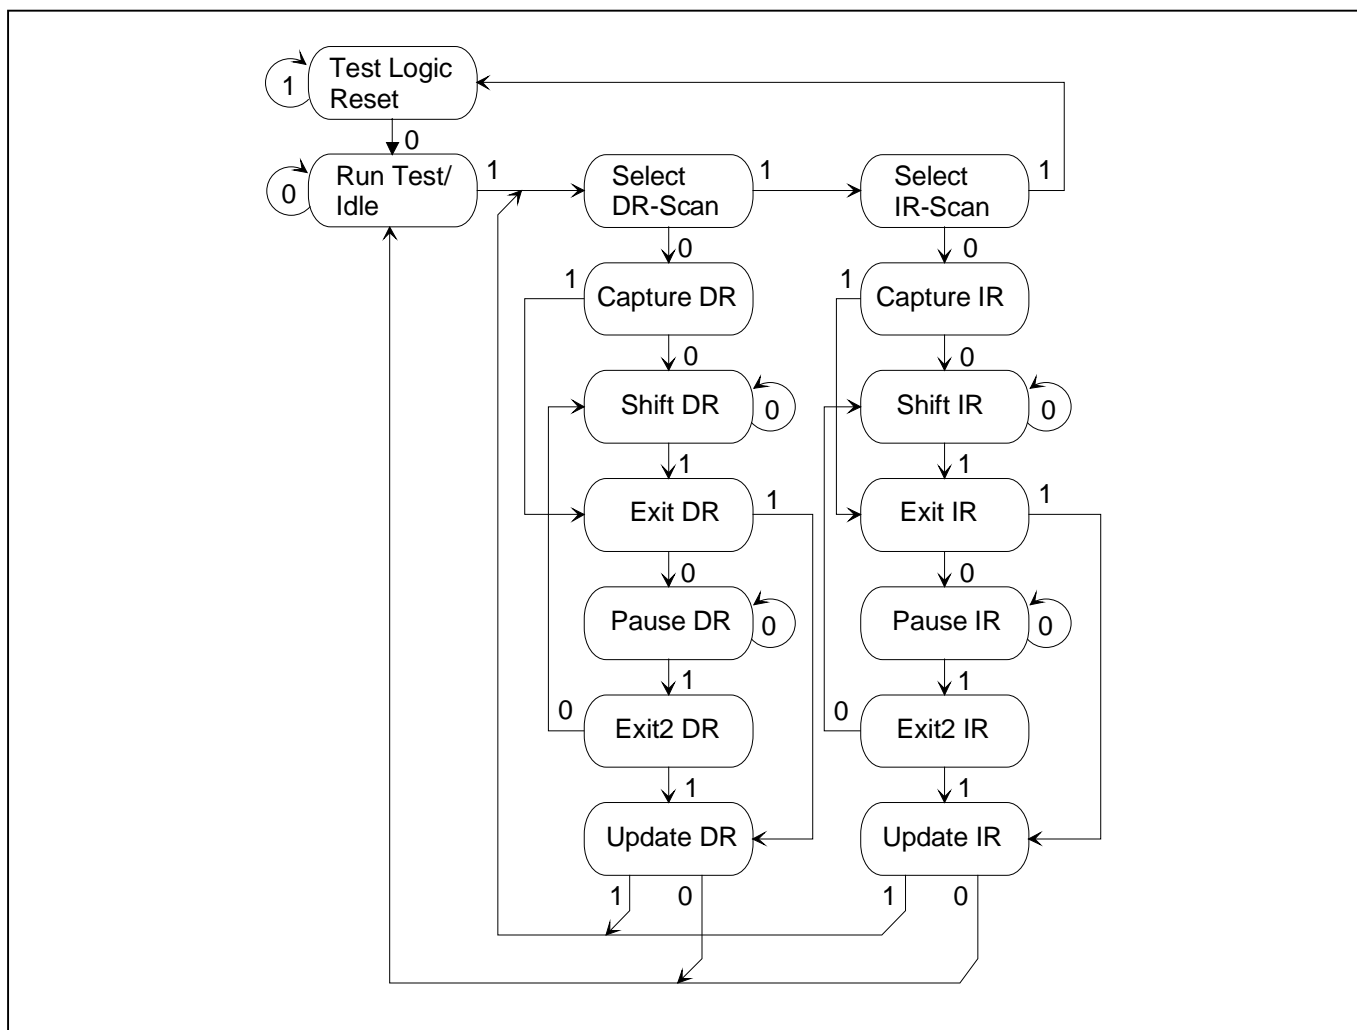 Test Logic
Reset
1
0
Run Test/
Idle
0
1
Select
DR-Scan
1
Select
IR-Scan
1
0
0
1
Capture DR
1
Capture IR
0
0
Shift DR
0
Shift IR
0
1
1
Exit DR
1
Exit IR
1
0
0
Pause DR
0
Pause IR
0
1
1
0
Exit2 DR
0
Exit2 IR
1
1
Update DR
Update IR
1
0
1
0